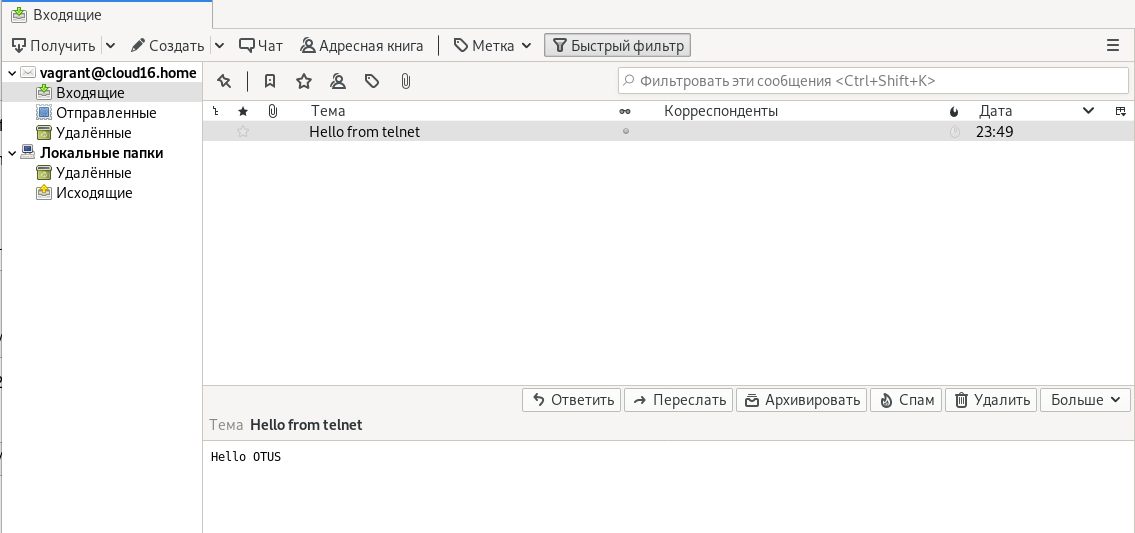 Входящие
Получить Создать Чат Адресная книга Метка Быстрый фильтр
vagrant@cloud16.home
Фильтровать эти сообщения <Ctrl+Shift+K>
Входящие
Тема Корреспонденты Дата
Отправленные
Hello from telnet 23:49
Удалённые
Локальные папки
Удалённые
Исходящие
Ответить Переслать Архивировать Спам Удалить Больше
Тема Hello from telnet
Hello OTUS